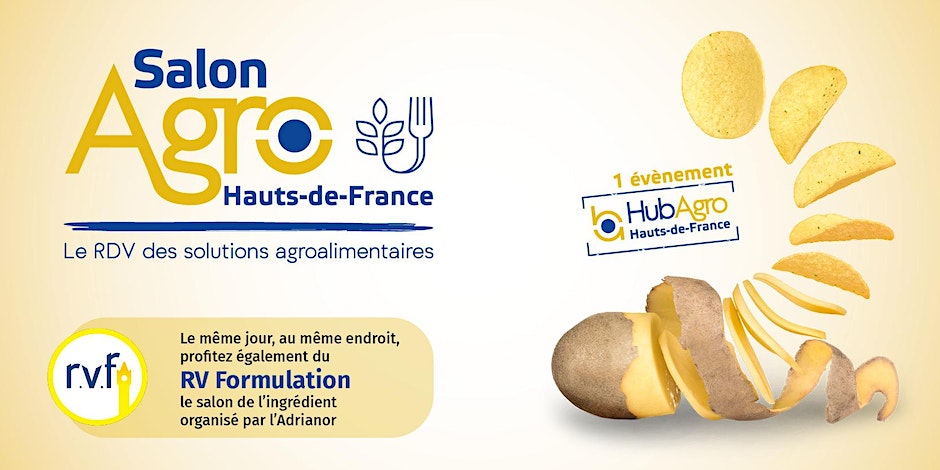 Salon
Agro
Hauts-de-France
Le RDV des solutions agroalimentaires
1 évènement
HubAgro
Hauts-de-France
r.v.f
Le même jour, au même endroit,
profitez également du
RV Formulation
le salon de l'ingrédient
organisé par l'Adrianor